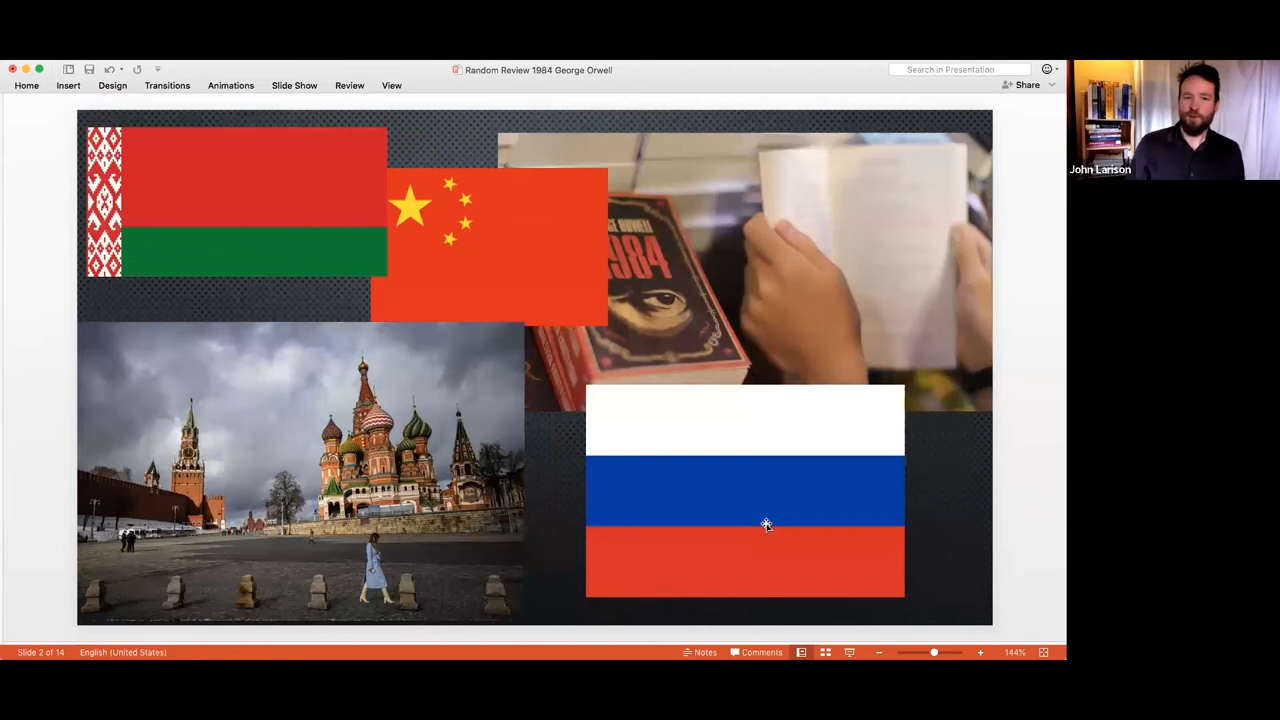 Random Review 1984 George Orwell
Search in Presentation
Home Insert Design Transitions Animations Slide Show Review View
Share
John Larison
ORWELL
1984
Slide 2 of 14 English (United States)
Notes Comments 144%